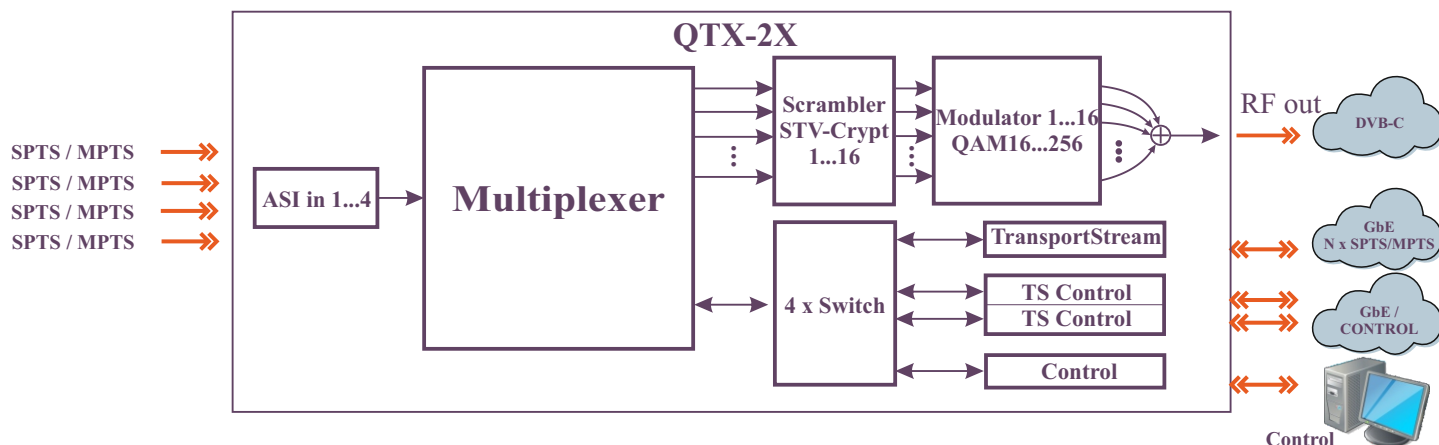 QTX-2X
SPTS / MPTS
SPTS / MPTS
SPTS / MPTS
SPTS / MPTS
ASI in 1...4
Multiplexer
Scrambler
STV-Crypt
1...16
Modulator 1...16
QAM16...256
RF out
DVB-C
4 x Switch
TransportStream
TS Control
TS Control
Control
GbE
N x SPTS/MPTS
GbE /
CONTROL
Control